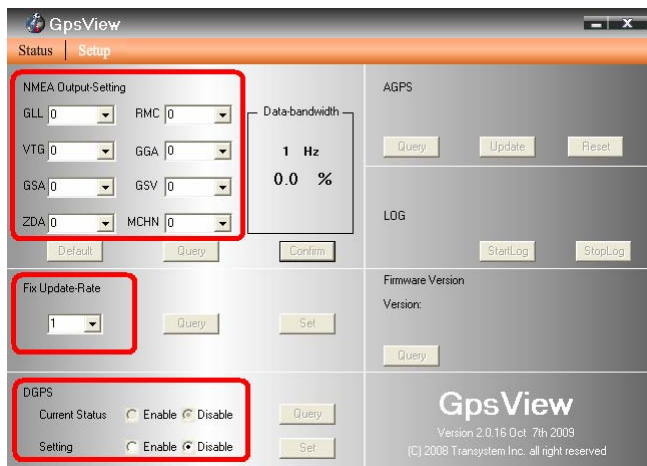 GpsView
Status Setup
NMEA Output-Setting
GLL 0 RMC 0
VTG 0 GGA 0
GSA 0 GSV 0
ZDA 0 MCHN 0
Data-bandwidth
1 Hz
0.0 %
Default Query Confirm
Fix Update-Rate
1 Query Set
DGPS
Current Status Enable Disable Query
Setting Enable Disable Set
AGPS
Query Update Reset
LOG
StartLog StopLog
Firmware Version
Version:
Query
GpsView
Version 2.0.16 Oct 7th 2009
(C) 2008 Transystem Inc. all right reserved